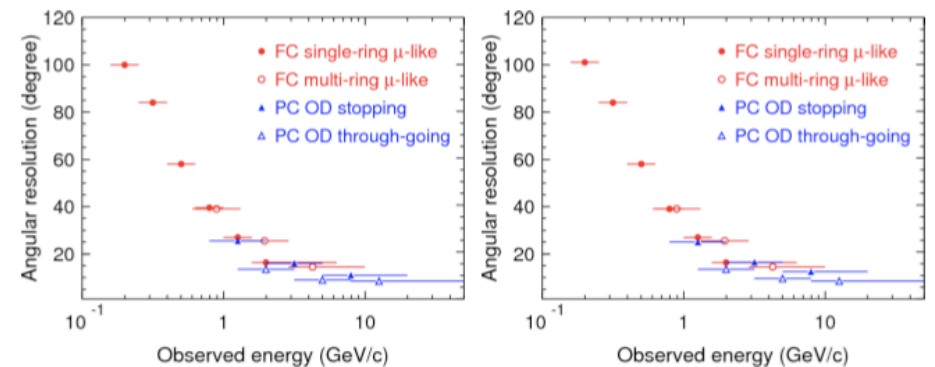 120
100
80
60
40
20
10 -1
1
10
Angular resolution (degree)
Observed energy (GeV/c)
FC single-ring μ-like
FC multi-ring μ-like
PC OD stopping
PC OD through-going
120
100
80
60
40
20
10 -1
1
10
Angular resolution (degree)
Observed energy (GeV/c)
FC single-ring μ-like
FC multi-ring μ-like
PC OD stopping
PC OD through-going